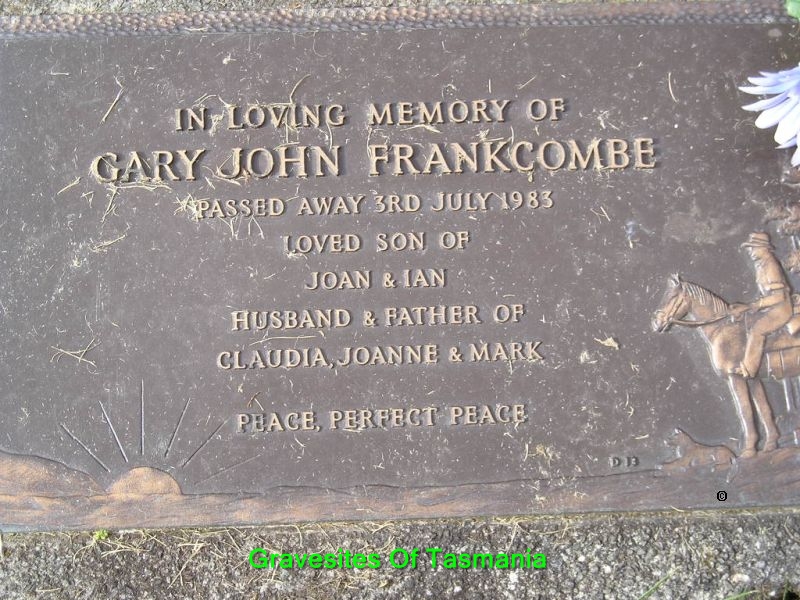 IN LOVING MEMORY OF
GARY JOHN FRANKCOMBE
PASSED AWAY 3RD JULY 1983
LOVED SON OF
JOAN & IAN
HUSBAND & FATHER OF
CLAUDIA, JOANNE & MARK
PEACE, PERFECT PEACE
D 13
©
Gravesites Of Tasmania